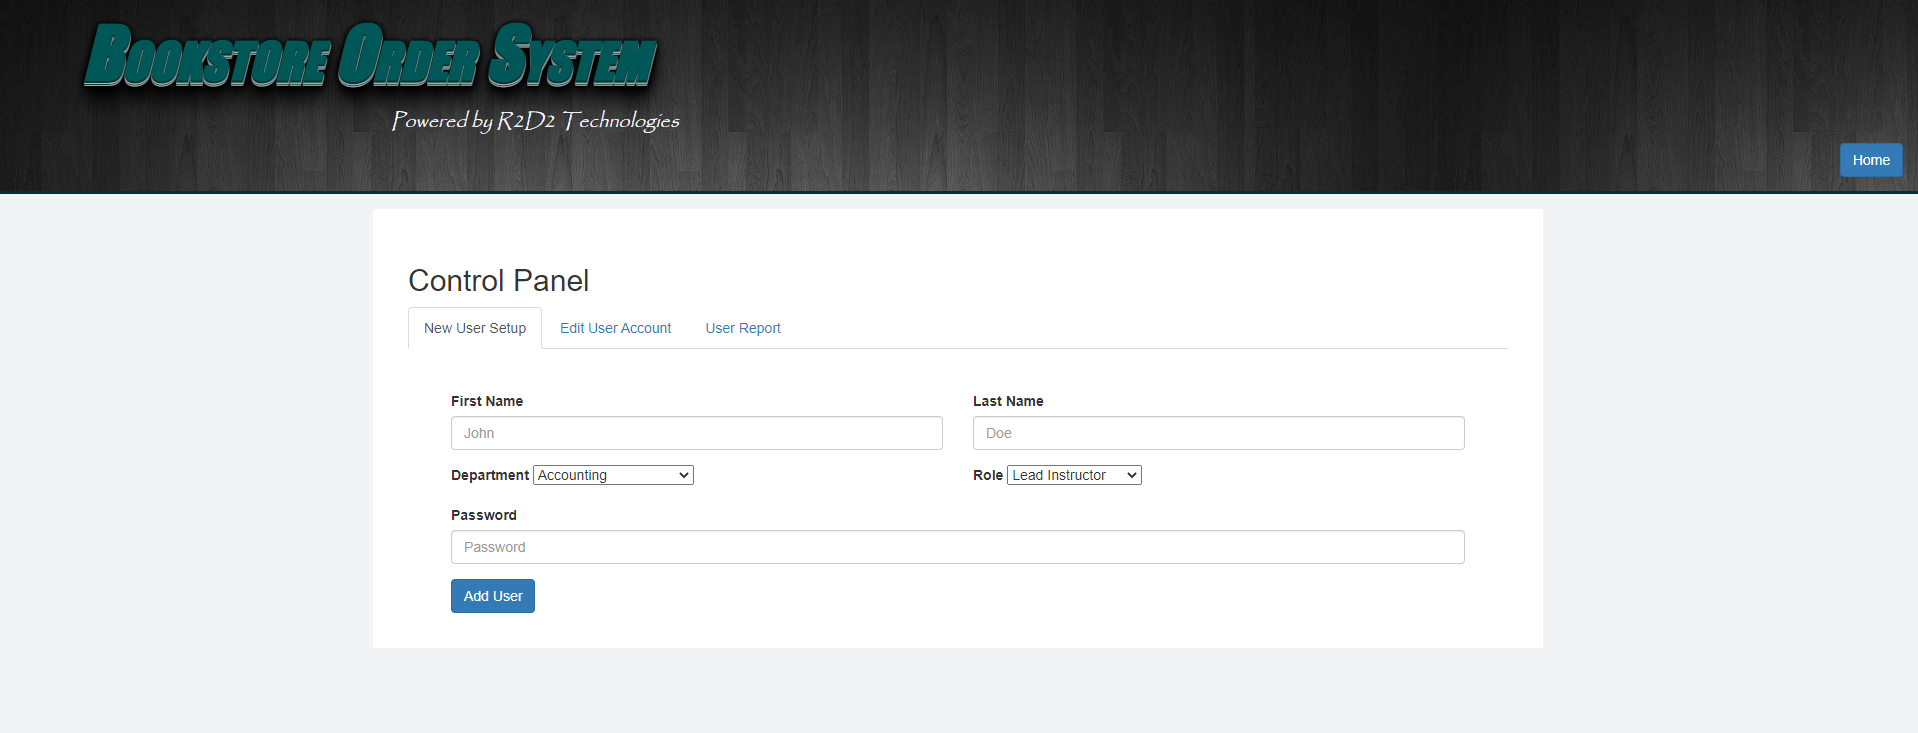 Bookstore Order System
Powered by R2D2 Technologies
Home
Control Panel
New User Setup Edit User Account User Report
First Name Last Name
John Doe
Department Accounting Role Lead Instructor
Password
Password
Add User